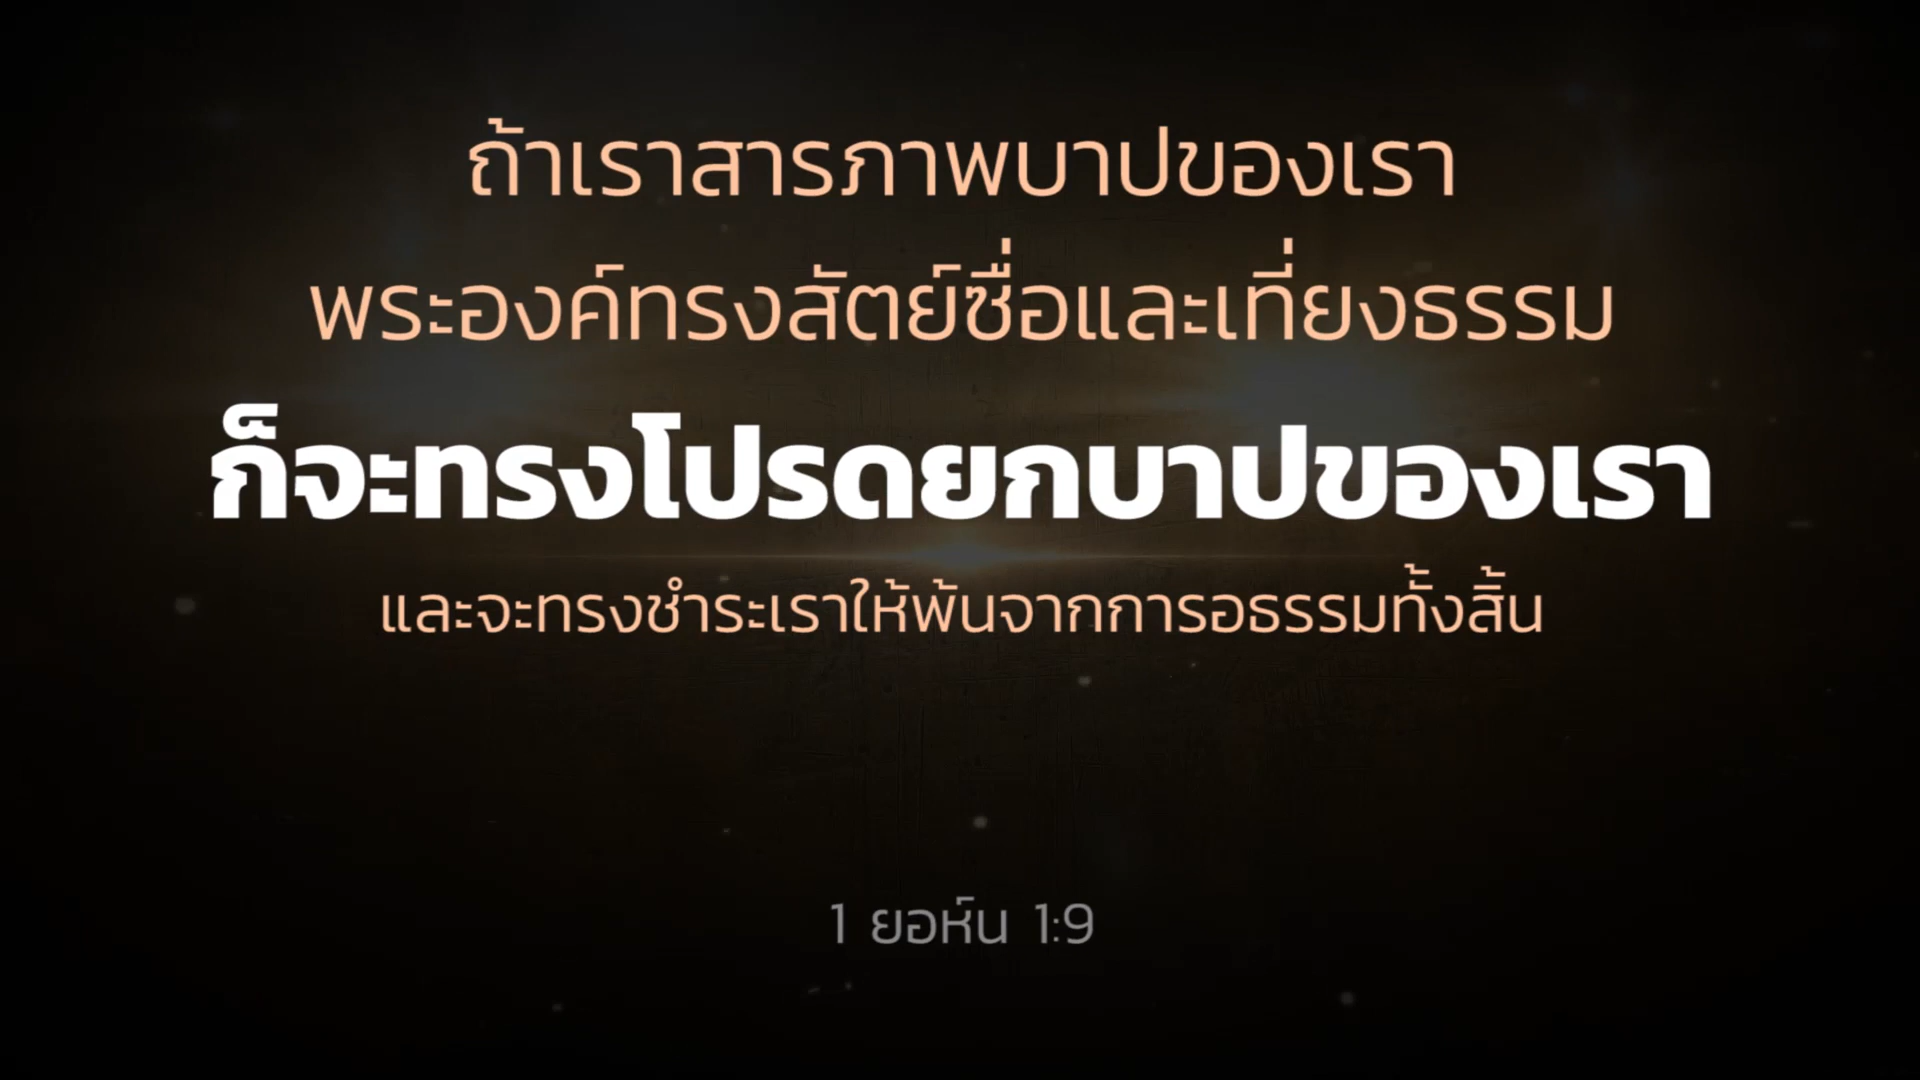 ถ้าเราสารภาพบาปของเรา
พระองค์ทรงสัตย์ซื่อและเที่ยงธรรม
ก็จะทรงโปรดยกบาปของเรา
และจะทรงชำระเราให้พ้นจากการอธรรมทั้งสิ้น
1 ยอห์น 1:9